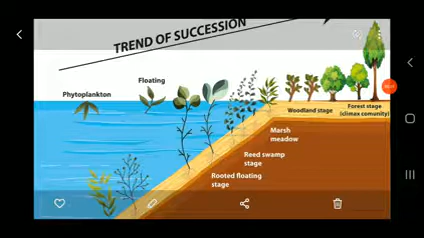 TREND OF SUCCESSION
Floating
Phytoplankton
Woodland stage
Forest stage
(climax comunity)
Marsh
meadow
Reed swamp
stage
Rooted floating
stage